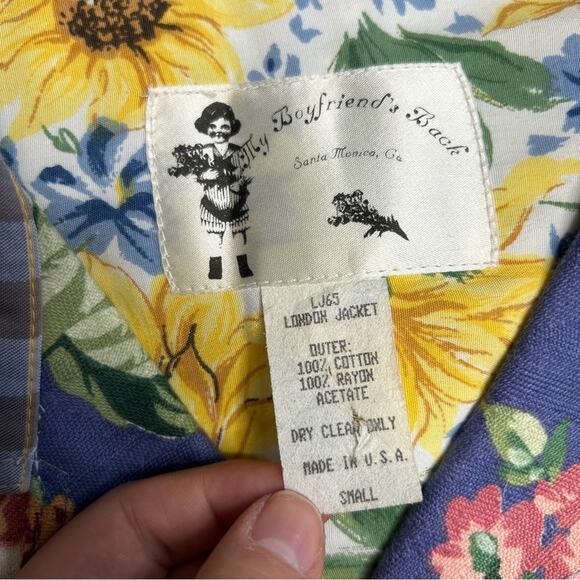 My Boyfriend's Back
Santa Monica, Ca
LJ65
LONDON JACKET
OUTER:
100% COTTON
100% RAYON
ACETATE
DRY CLEAN ONLY
MADE IN U.S.A.
SMALL